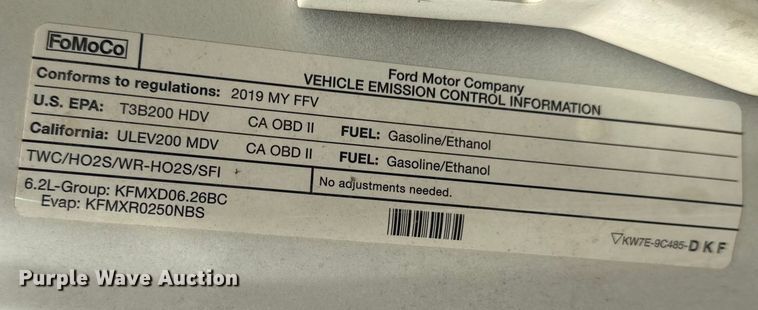 FoMoCo
Ford Motor Company
VEHICLE EMISSION CONTROL INFORMATION
Conforms to regulations: 2019 MY FFV
U.S. EPA: T3B200 HDV CA OBD II FUEL: Gasoline/Ethanol
California: ULEV200 MDV CA OBD II FUEL: Gasoline/Ethanol
TWC/HO2S/WR-HO2S/SFI No adjustments needed.
6.2L-Group: KFMXD06.26BC
Evap: KFMXR0250NBS
KW7E-9C485-DKF
Purple Wave Auction